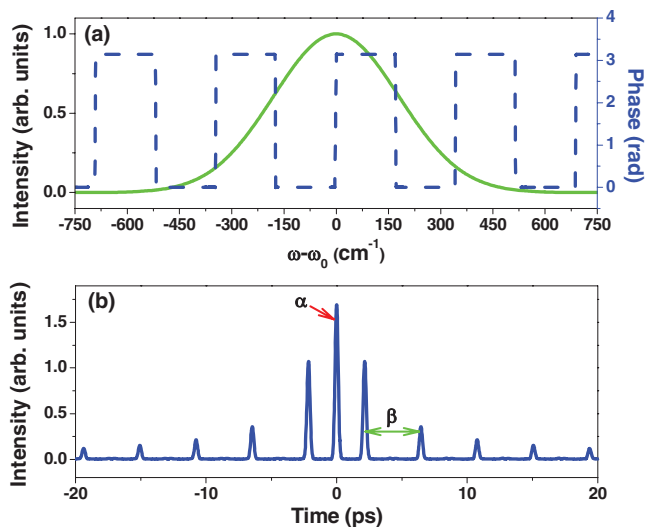 (a)
Intensity (arb. units)
1.0
0.5
0.0
4
3
2
1
0
Phase (rad)
-750 -600 -450 -300 -150 0 150 300 450 600 750
ω-ω₀ (cm⁻¹)
(b)
Intensity (arb. units)
1.5
1.0
0.5
0.0
α
β
-20 -10 0 10 20
Time (ps)